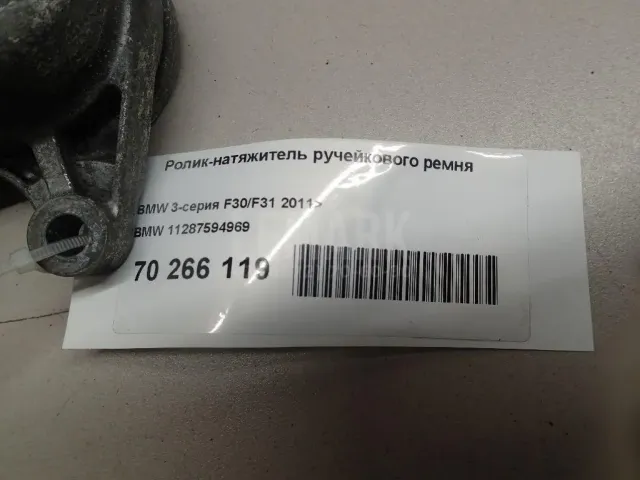 Ролик-натяжитель ручейкового ремня
BMW 3-серия F30/F31 2011>
BMW 11287594969
70 266 119